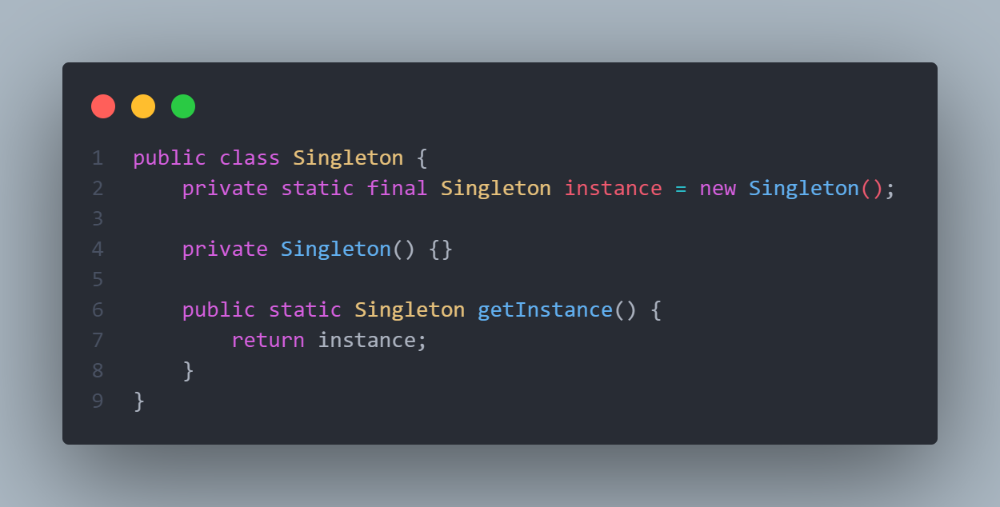 1 public class Singleton {
2     private static final Singleton instance = new Singleton();
3
4     private Singleton() {}
5
6     public static Singleton getInstance() {
7         return instance;
8     }
9 }